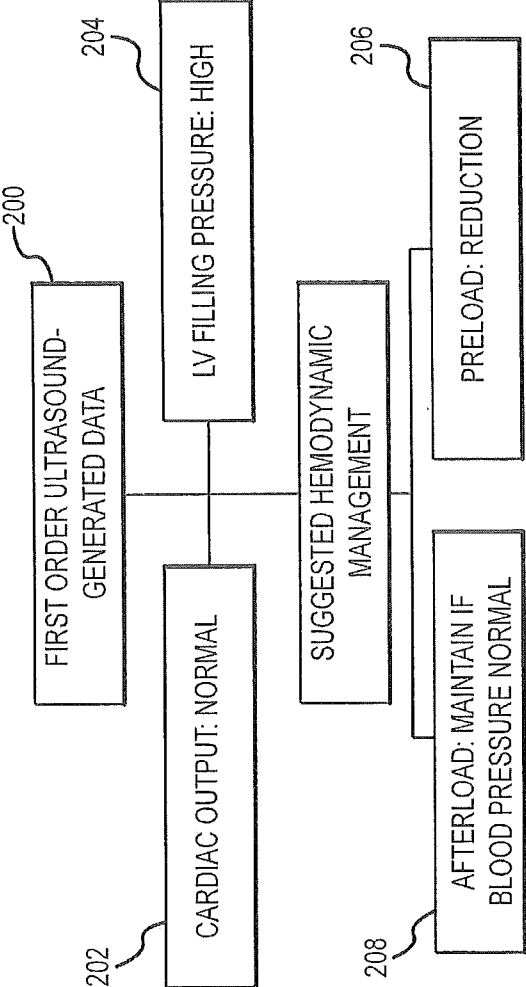 200
FIRST ORDER ULTRASOUND-
GENERATED DATA
202
CARDIAC OUTPUT: NORMAL
204
LV FILLING PRESSURE: HIGH
SUGGESTED HEMODYNAMIC
MANAGEMENT
208
AFTERLOAD: MAINTAIN IF
BLOOD PRESSURE NORMAL
206
PRELOAD: REDUCTION